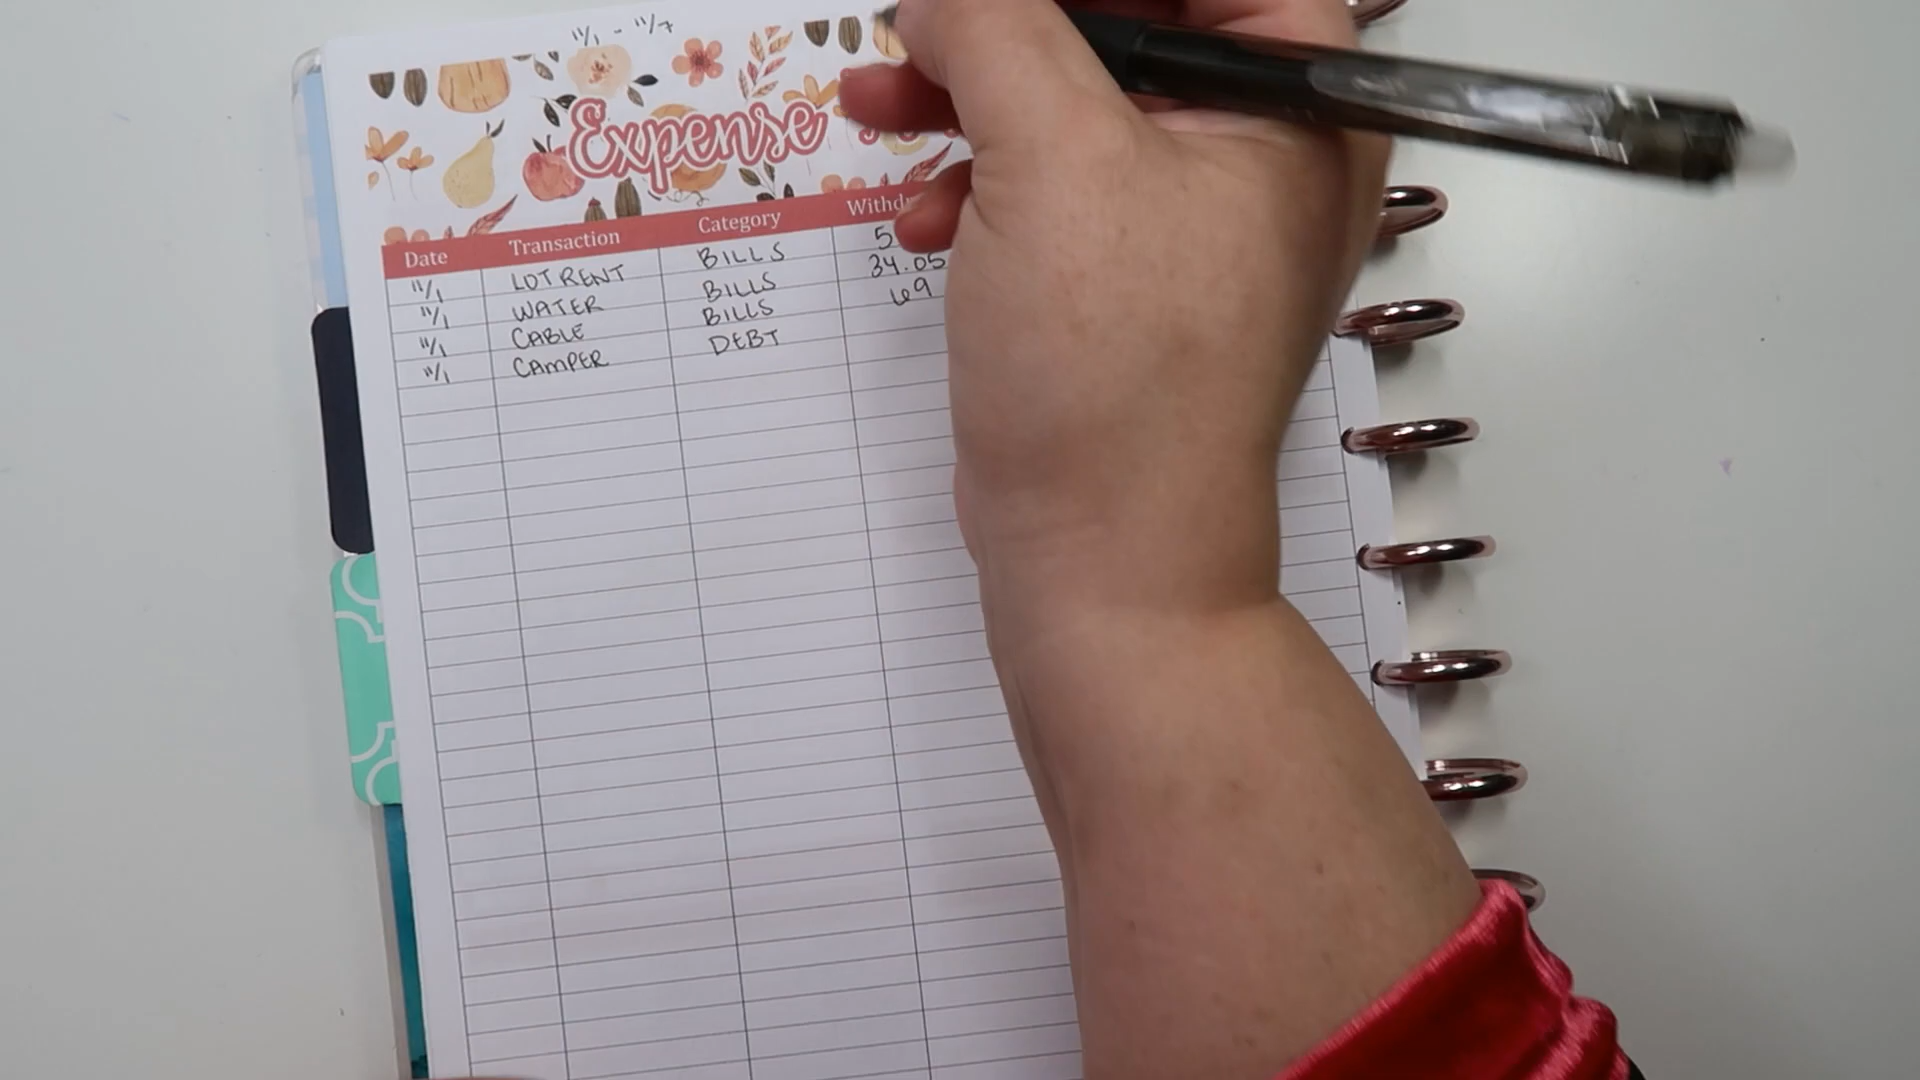 11/1 - 11/7
Expense
Date Transaction Category
11/1 LOT RENT BILLS 5
11/1 WATER BILLS 34.05
11/1 CABLE BILLS 69
11/1 CAMPER DEBT